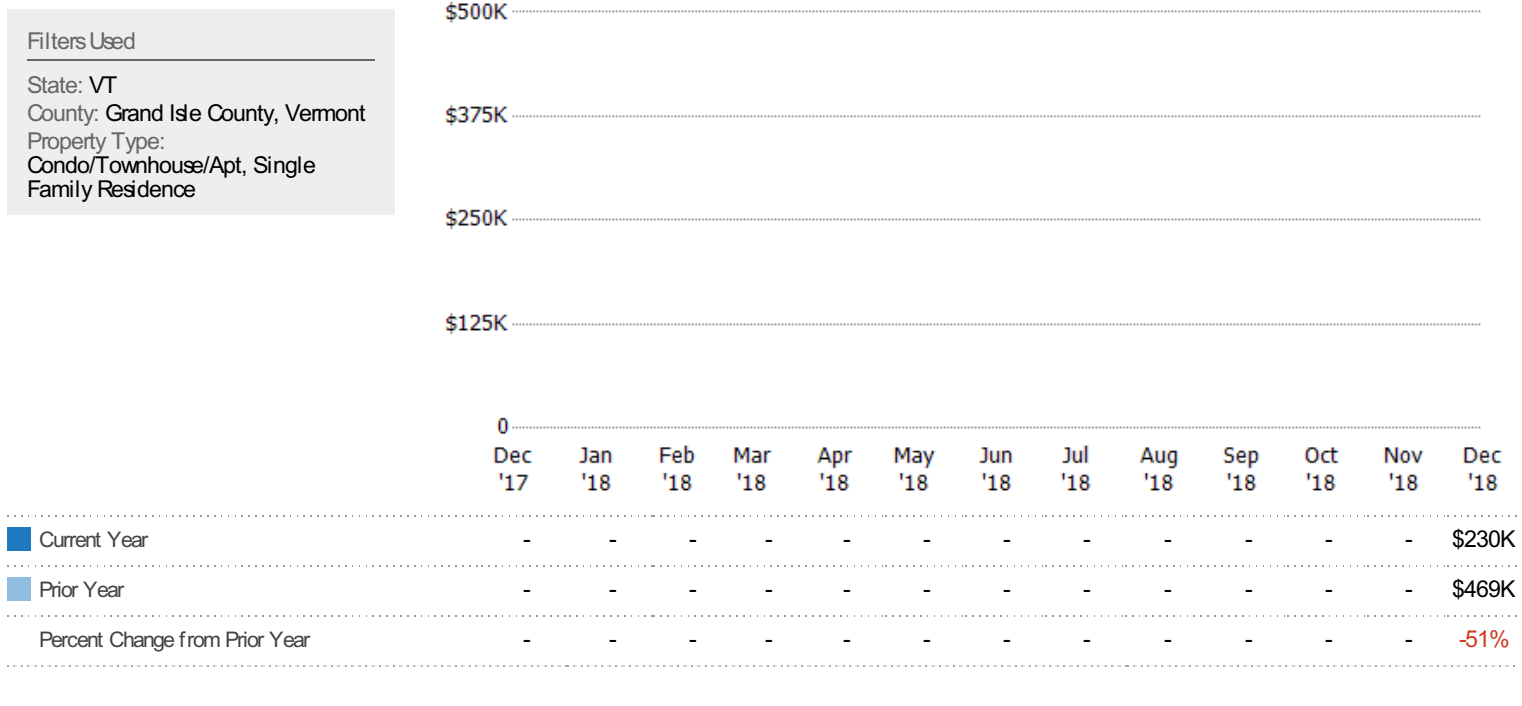 Filters Used
State: VT
County: Grand Isle County, Vermont
Property Type:
Condo/Townhouse/Apt, Single
Family Residence
$500K
$375K
$250K
$125K
0
Dec Jan Feb Mar Apr May Jun Jul Aug Sep Oct Nov Dec
'17 '18 '18 '18 '18 '18 '18 '18 '18 '18 '18 '18 '18
Current Year - - - - - - - - - - - - $230K
Prior Year - - - - - - - - - - - - $469K
Percent Change from Prior Year - - - - - - - - - - - - -51%